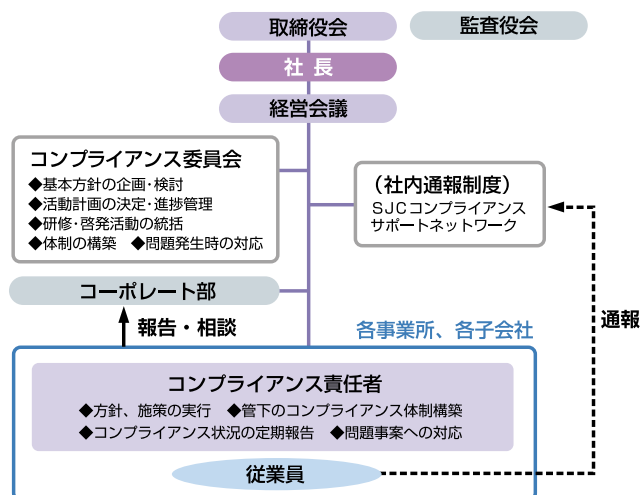 取締役会
監査役会
社長
経営会議
コンプライアンス委員会
◆基本方針の企画・検討
◆活動計画の決定・進捗管理
◆研修・啓発活動の統括
◆体制の構築 ◆問題発生時の対応
（社内通報制度）
SJCコンプライアンス
サポートネットワーク
コーポレート部
報告・相談
各事業所、各子会社
通報
コンプライアンス責任者
◆方針、施策の実行 ◆管下のコンプライアンス体制構築
◆コンプライアンス状況の定期報告 ◆問題事案への対応
従業員